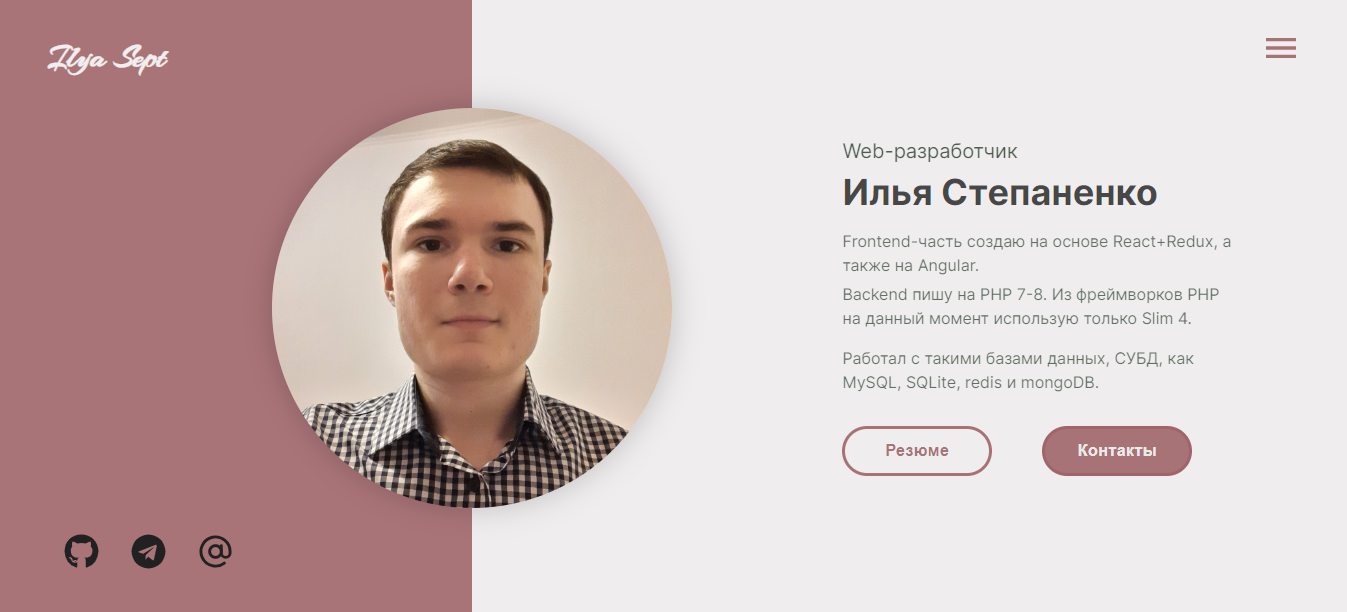 Ilya Sept
Web-разработчик
Илья Степаненко
Frontend-часть создаю на основе React+Redux, а
также на Angular.
Backend пишу на PHP 7-8. Из фреймворков PHP
на данный момент использую только Slim 4.
Работал с такими базами данных, СУБД, как
MySQL, SQLite, redis и mongoDB.
Резюме
Контакты